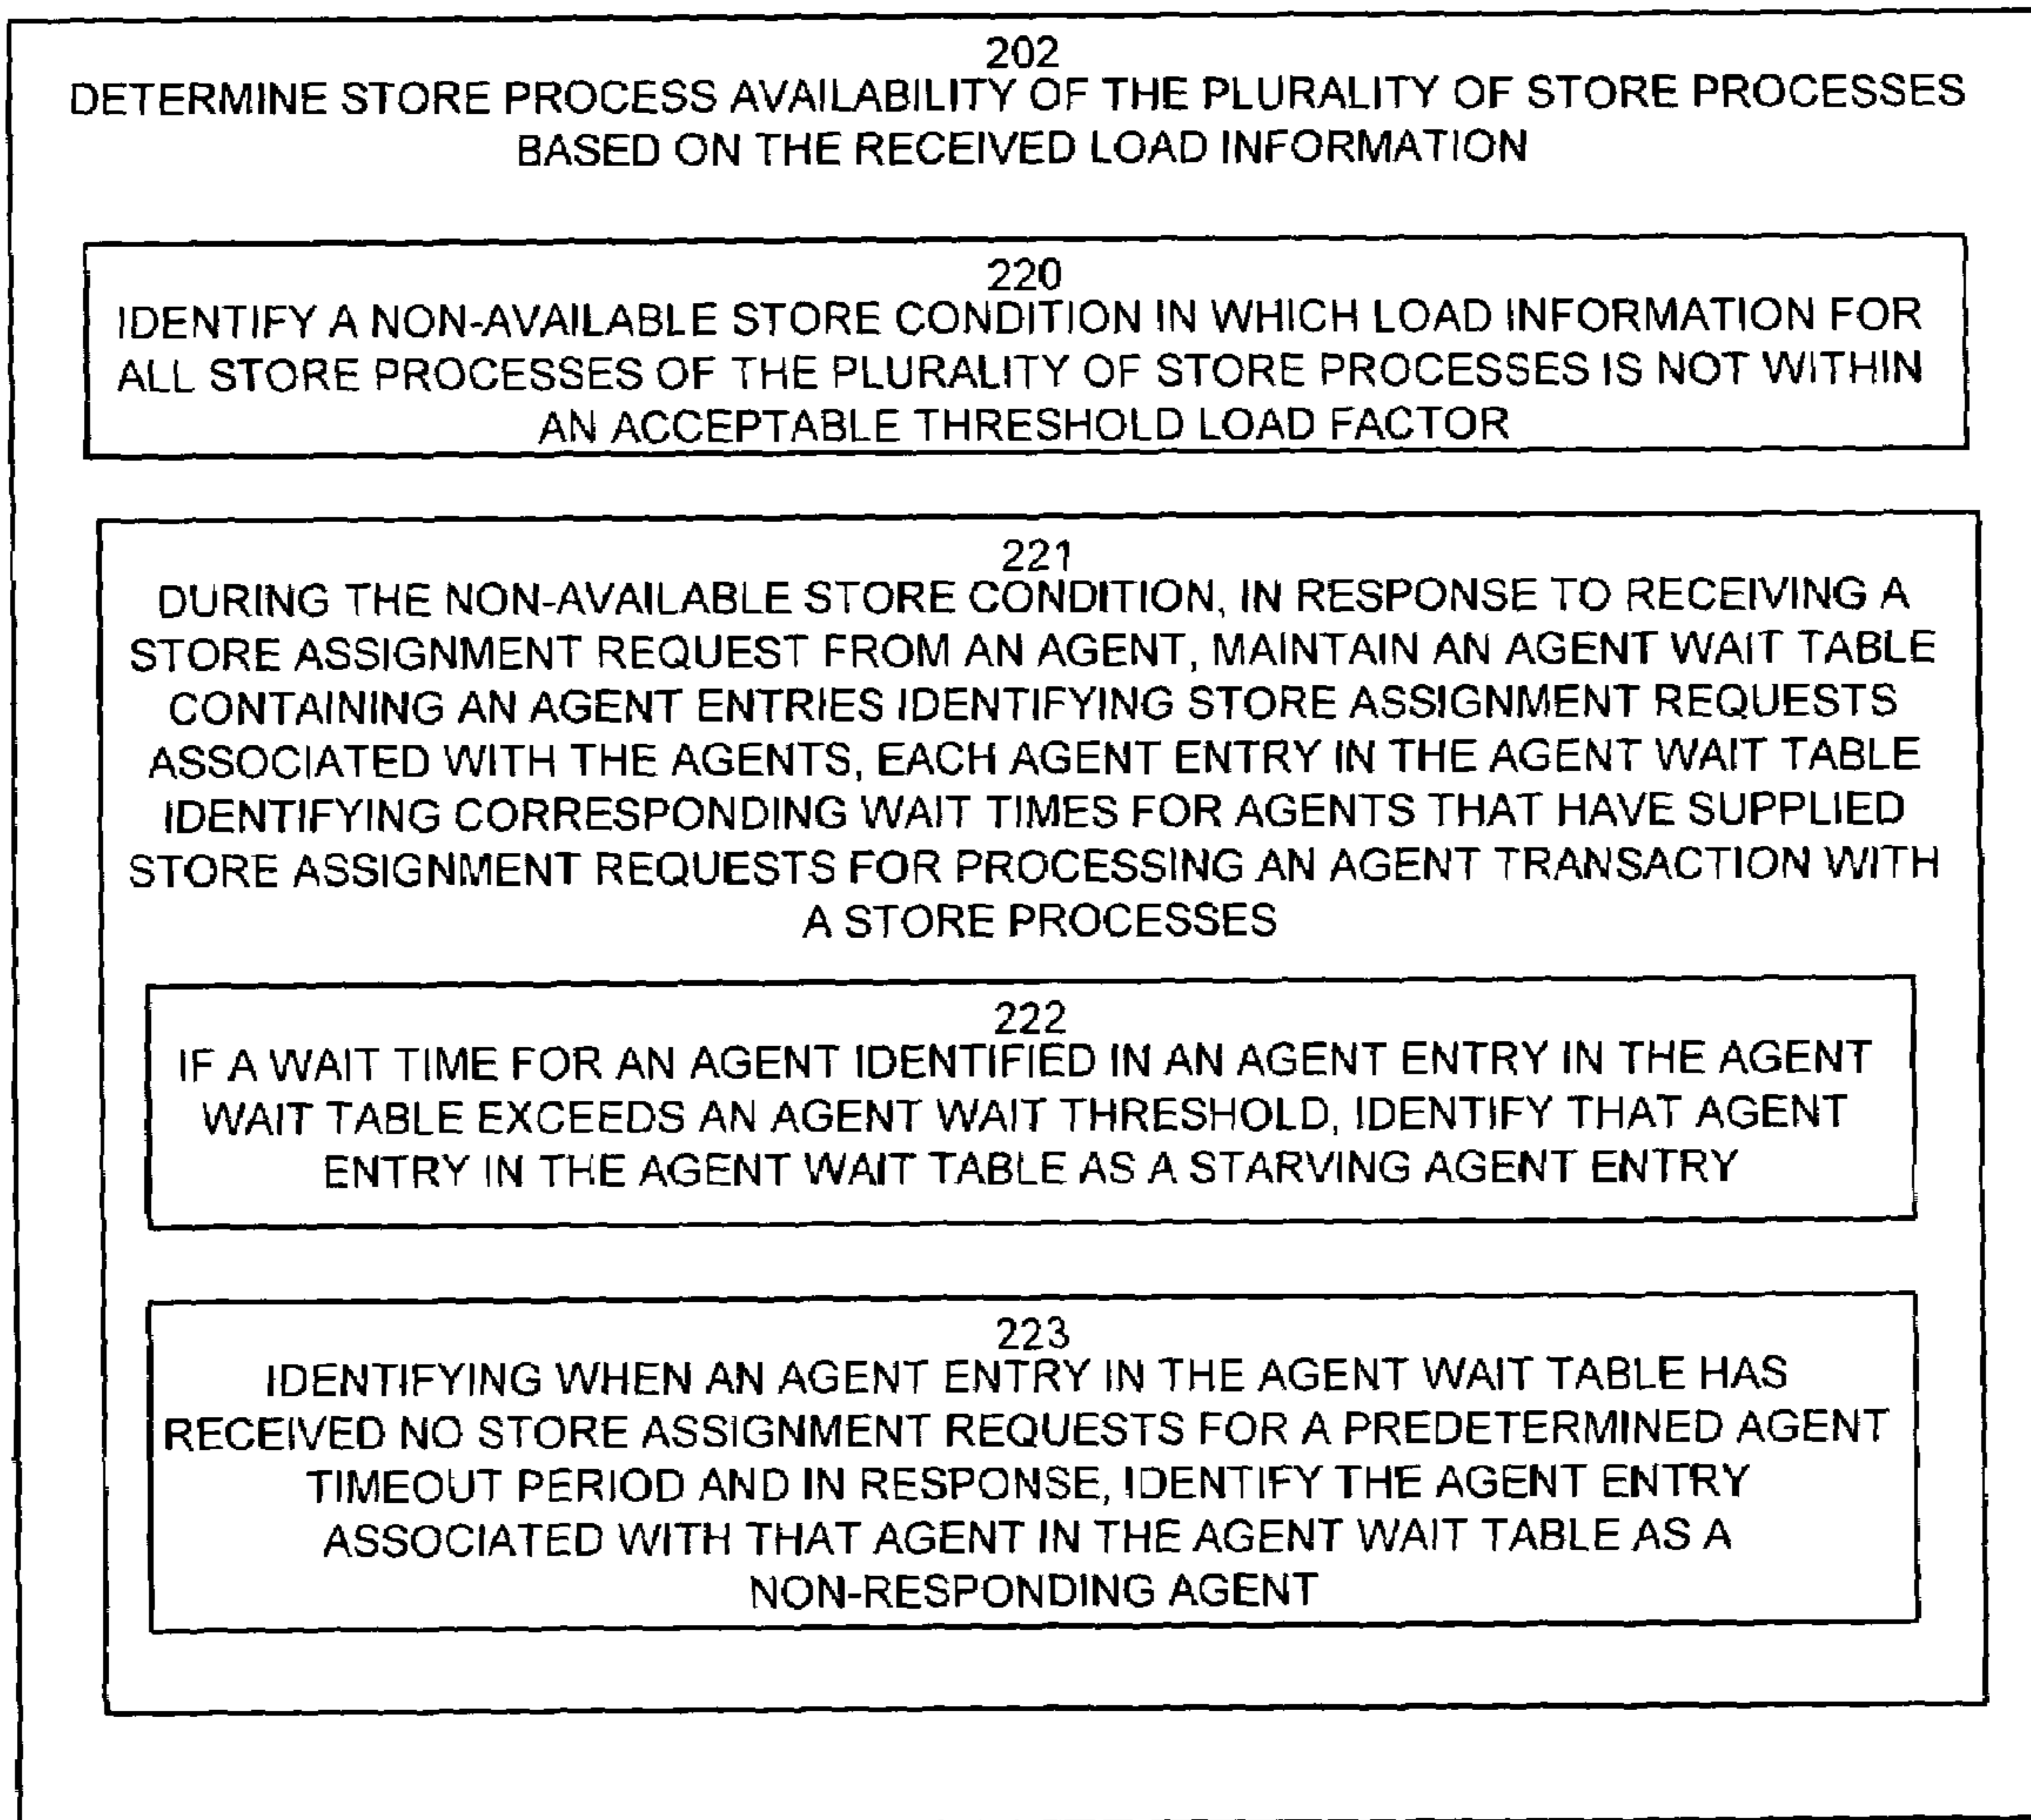 202
DETERMINE STORE PROCESS AVAILABILITY OF THE PLURALITY OF STORE PROCESSES
BASED ON THE RECEIVED LOAD INFORMATION
220
IDENTIFY A NON-AVAILABLE STORE CONDITION IN WHICH LOAD INFORMATION FOR
ALL STORE PROCESSES OF THE PLURALITY OF STORE PROCESSES IS NOT WITHIN
AN ACCEPTABLE THRESHOLD LOAD FACTOR
221
DURING THE NON-AVAILABLE STORE CONDITION, IN RESPONSE TO RECEIVING A
STORE ASSIGNMENT REQUEST FROM AN AGENT, MAINTAIN AN AGENT WAIT TABLE
CONTAINING AN AGENT ENTRIES IDENTIFYING STORE ASSIGNMENT REQUESTS
ASSOCIATED WITH THE AGENTS, EACH AGENT ENTRY IN THE AGENT WAIT TABLE
IDENTIFYING CORRESPONDING WAIT TIMES FOR AGENTS THAT HAVE SUPPLIED
STORE ASSIGNMENT REQUESTS FOR PROCESSING AN AGENT TRANSACTION WITH
A STORE PROCESSES
222
IF A WAIT TIME FOR AN AGENT IDENTIFIED IN AN AGENT ENTRY IN THE AGENT
WAIT TABLE EXCEEDS AN AGENT WAIT THRESHOLD, IDENTIFY THAT AGENT
ENTRY IN THE AGENT WAIT TABLE AS A STARVING AGENT ENTRY
223
IDENTIFYING WHEN AN AGENT ENTRY IN THE AGENT WAIT TABLE HAS
RECEIVED NO STORE ASSIGNMENT REQUESTS FOR A PREDETERMINED AGENT
TIMEOUT PERIOD AND IN RESPONSE, IDENTIFY THE AGENT ENTRY
ASSOCIATED WITH THAT AGENT IN THE AGENT WAIT TABLE AS A
NON-RESPONDING AGENT